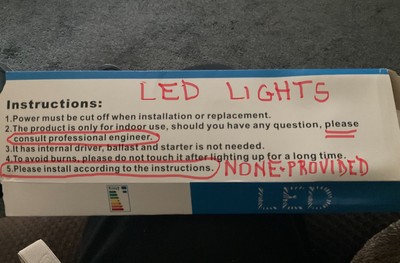 LED LIGHTS
Instructions:
1.Power must be cut off when installation or replacement.
2.The product is only for indoor use, should you have any question, please
consult professional engineer.
3.It has internal driver, ballast and starter is not needed.
4.To avoid burns, please do not touch it after lighting up for a long time.
5.Please install according to the instructions. NONE PROVIDED
LED